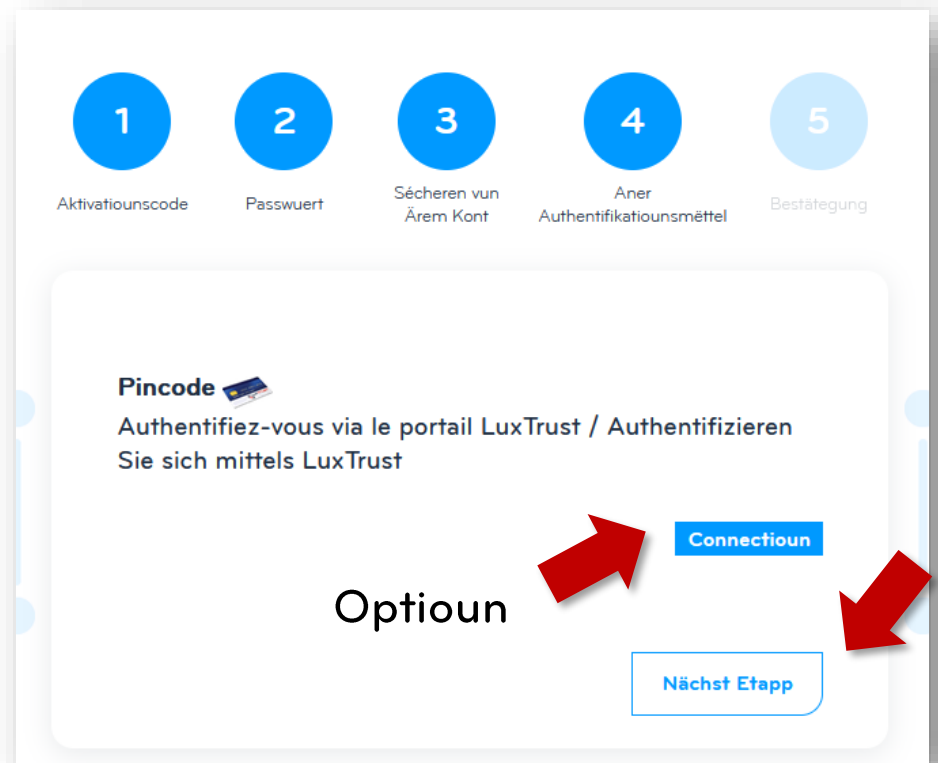 1
2
3
4
5
Aktivatiounscode
Passwuert
Sécheren vun
Ärem Kont
Aner
Authentifikatiounsmëttel
Bestätegung
Pincode
Authentifiez-vous via le portail LuxTrust / Authentifizieren
Sie sich mittels LuxTrust
Connectioun
Optioun
Nächst Etapp